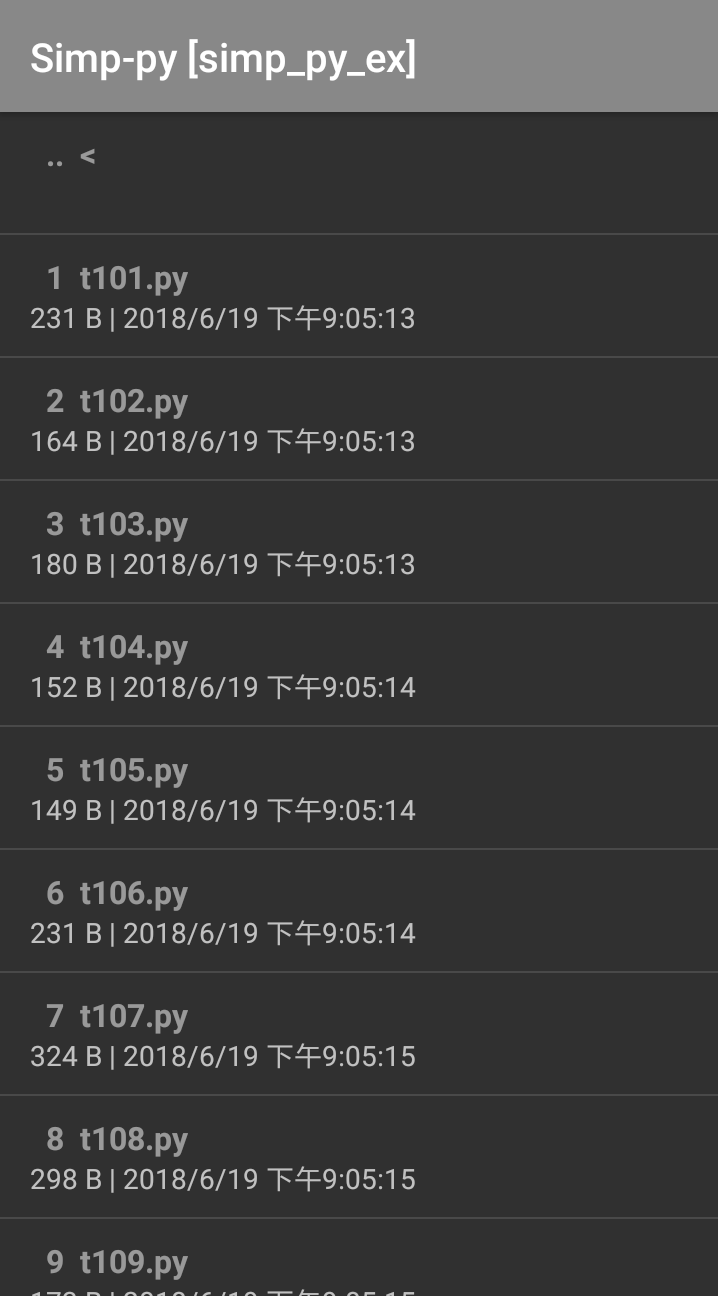 Simp-py [simp_py_ex]
.. <
1 t101.py
231 B | 2018/6/19 下午9:05:13
2 t102.py
164 B | 2018/6/19 下午9:05:13
3 t103.py
180 B | 2018/6/19 下午9:05:13
4 t104.py
152 B | 2018/6/19 下午9:05:14
5 t105.py
149 B | 2018/6/19 下午9:05:14
6 t106.py
231 B | 2018/6/19 下午9:05:14
7 t107.py
324 B | 2018/6/19 下午9:05:15
8 t108.py
298 B | 2018/6/19 下午9:05:15
9 t109.py